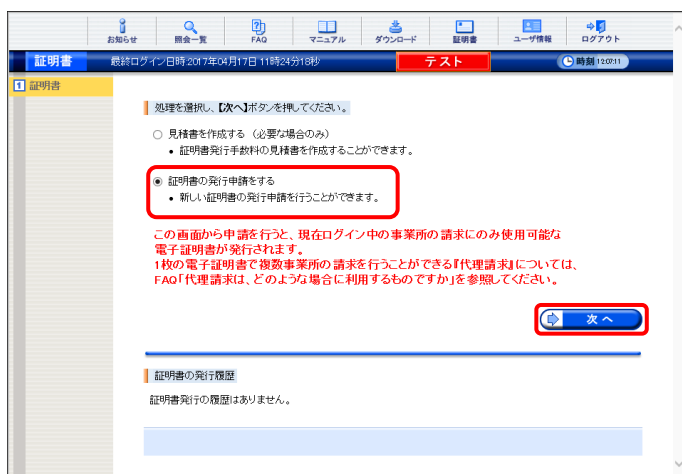 お知らせ 照会一覧 FAQ マニュアル ダウンロード 証明書 ユーザ情報 ログアウト
証明書 最終ログイン日時:2017年04月17日 11時24分18秒 テスト 時刻 12:07:11
1 証明書
処理を選択し、【次へ】ボタンを押してください。
見積書を作成する（必要な場合のみ）
• 証明書発行手数料の見積書を作成することができます。
証明書の発行申請をする
• 新しい証明書の発行申請を行うことができます。
この画面から申請を行うと、現在ログイン中の事業所の請求にのみ使用可能な
電子証明書が発行されます。
1枚の電子証明書で複数事業所の請求を行うことができる『代理請求』については、
FAQ「代理請求は、どのような場合に利用するものですか」を参照してください。
次へ
証明書の発行履歴
証明書発行の履歴はありません。